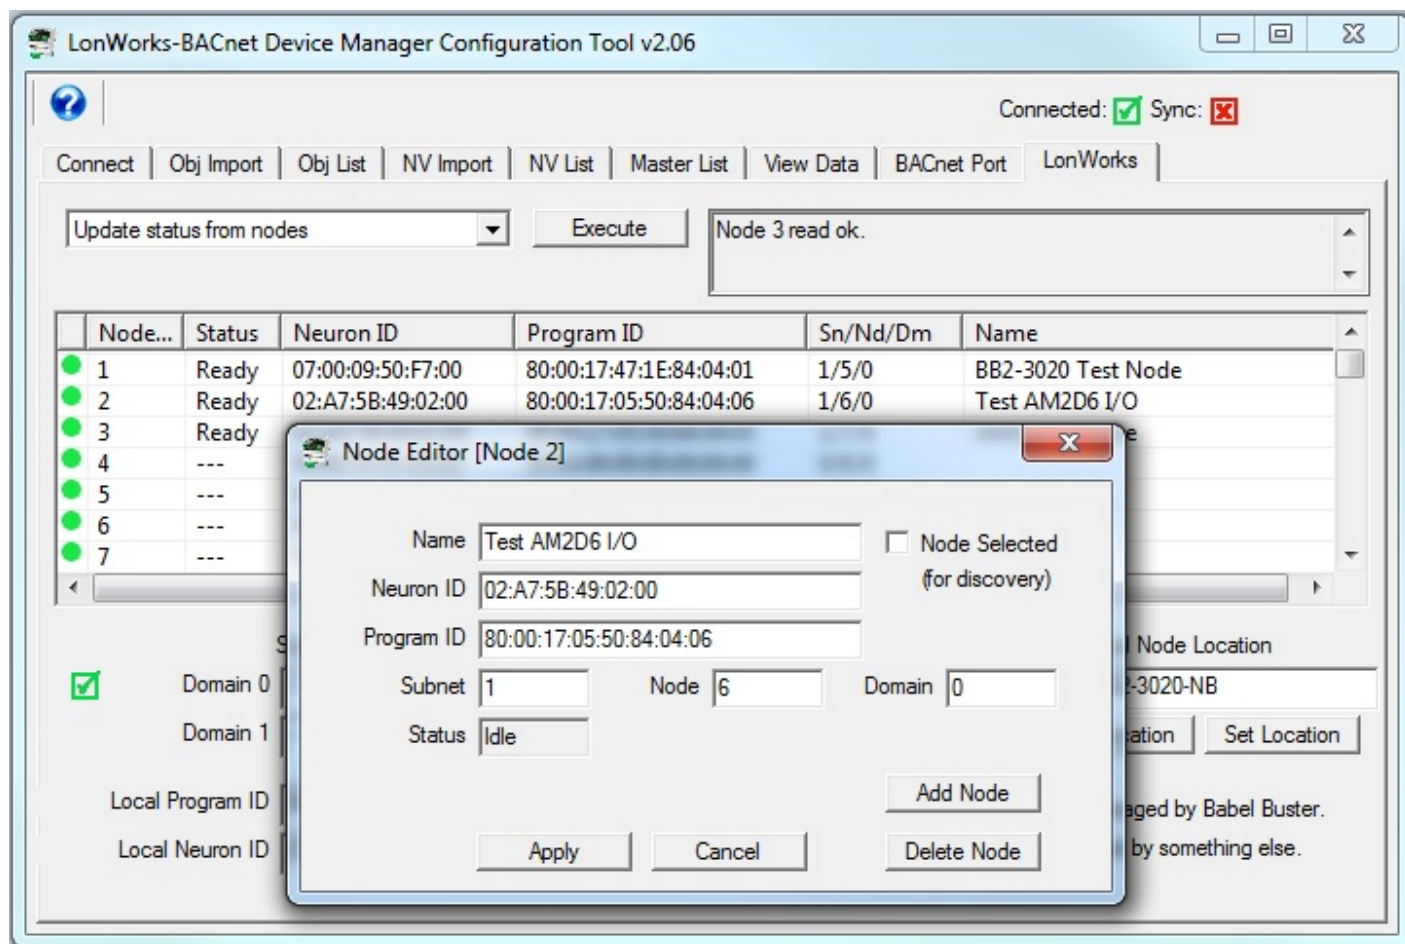 LonWorks-BACnet Device Manager Configuration Tool v2.06
Connected: Sync:
Connect Obj Import Obj List NV Import NV List Master List View Data BACnet Port LonWorks
Update status from nodes Execute Node 3 read ok.
Node... Status Neuron ID Program ID Sn/Nd/Dm Name
1 Ready 07:00:09:50:F7:00 80:00:17:47:1E:84:04:01 1/5/0 BB2-3020 Test Node
2 Ready 02:A7:5B:49:02:00 80:00:17:05:50:84:04:06 1/6/0 Test AM2D6 I/O
3 Ready
4 ---
5 ---
6 ---
7 ---
Node Editor [Node 2]
Name Test AM2D6 I/O Node Selected
(for discovery)
Neuron ID 02:A7:5B:49:02:00
Program ID 80:00:17:05:50:84:04:06
Subnet 1 Node 6 Domain 0
Status Idle
Add Node
Apply Cancel Delete Node
Node Location
Domain 0 -3020-NB
Domain 1 Set Location
Local Program ID aged by Babel Buster.
Local Neuron ID by something else.